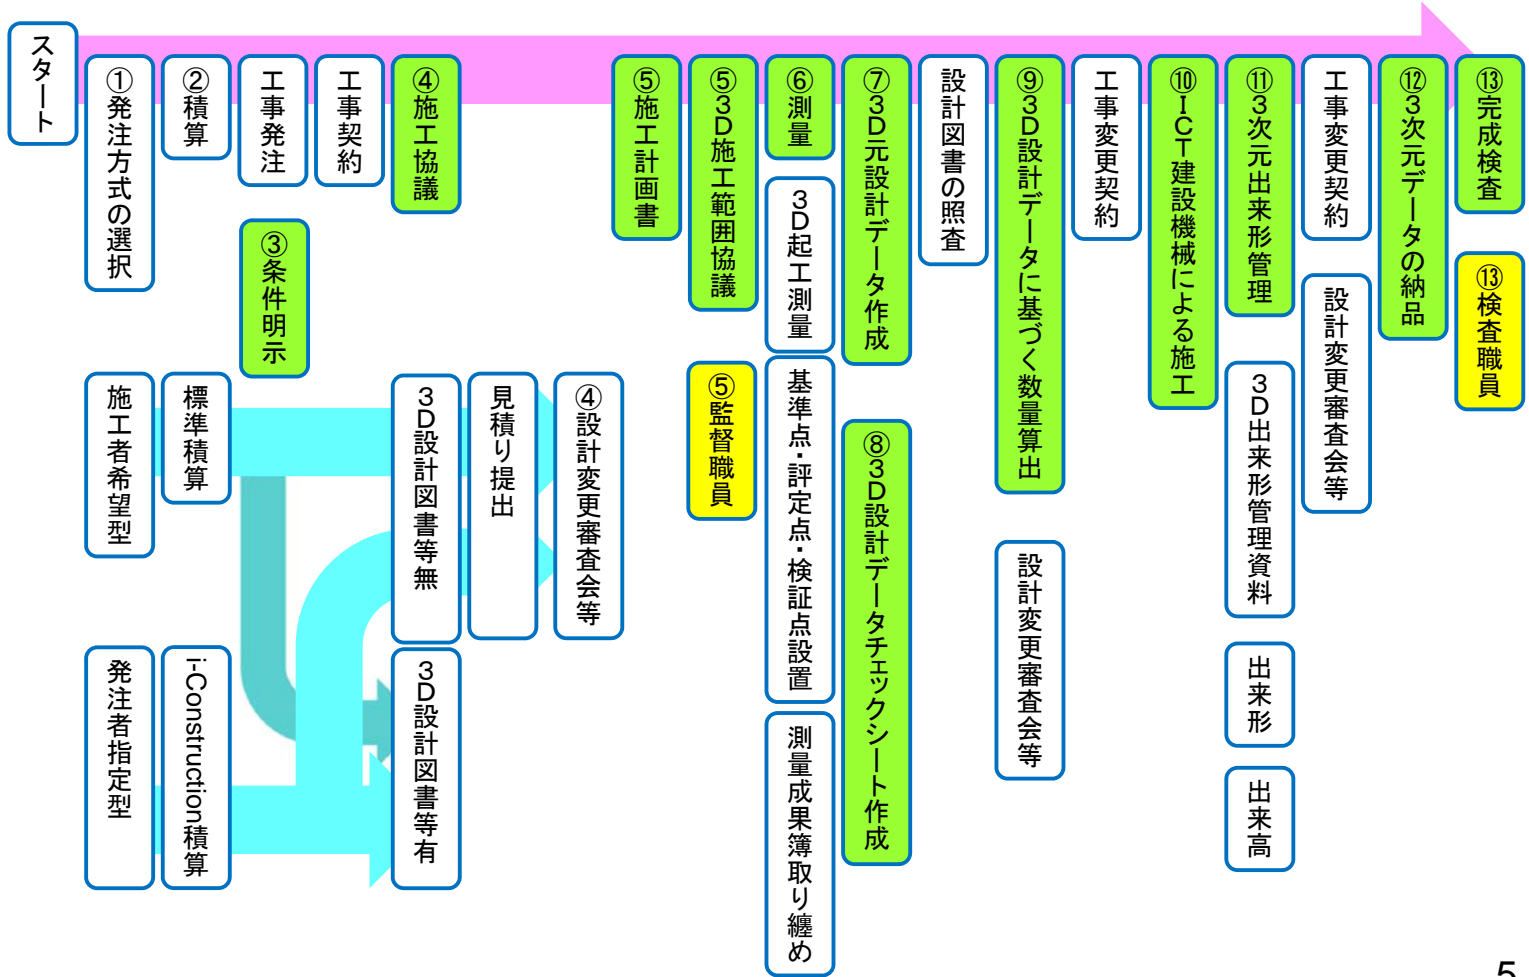 スタート
①発注方式の選択
②積算
工事発注
工事契約
④施工協議
⑤施工計画書
⑤3D施工範囲協議
⑥測量
⑦3D元設計データ作成
設計図書の照査
⑨3D設計データに基づく数量算出
工事変更契約
⑩ICT建設機械による施工
⑪3次元出来形管理
工事変更契約
⑫3次元データの納品
⑬完成検査
③条件明示
3D起工測量
設計変更審査会等
⑬検査職員
施工者希望型
標準積算
3D設計図書等無
見積り提出
④設計変更審査会等
⑤監督職員
基準点・評定点・検証点設置
⑧3D設計データチェックシート作成
3D出来形管理資料
設計変更審査会等
発注者指定型
i-Construction積算
3D設計図書等有
測量成果簿取り纏め
出来形
出来高
5